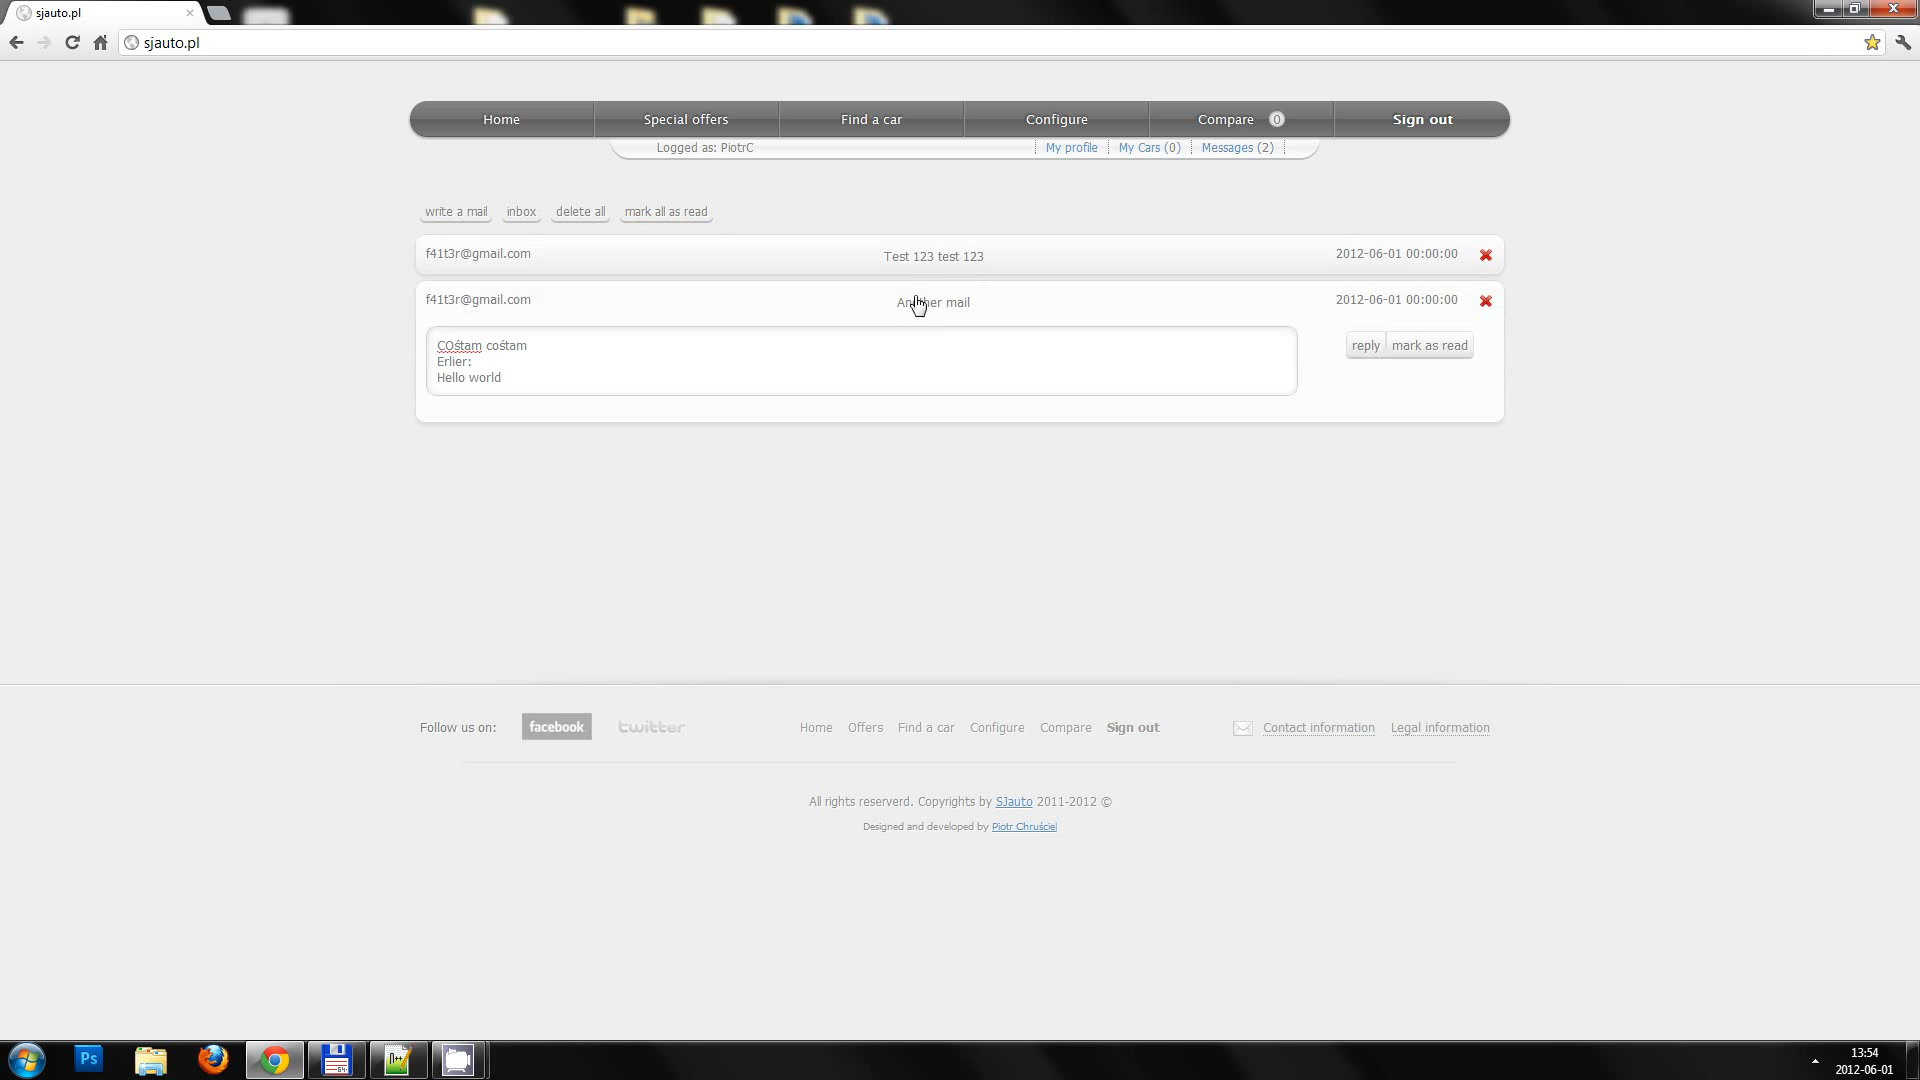 sjauto.pl
sjauto.pl
Home Special offers Find a car Configure Compare 0 Sign out
Logged as: PiotrC My profile My Cars (0) Messages (2)
write a mail inbox delete all mark all as read
f41t3r@gmail.com Test 123 test 123 2012-06-01 00:00:00
f41t3r@gmail.com mail 2012-06-01 00:00:00
COśtam cośtam reply mark as read
Erlier:
Hello world
Follow us on: facebook twitter Home Offers Find a car Configure Compare Sign out Contact information Legal information
All rights reserverd. Copyrights by SJauto 2011-2012 ©
Designed and developed by Piotr Chruściel
Ps 64 n++ 13:54
2012-06-01